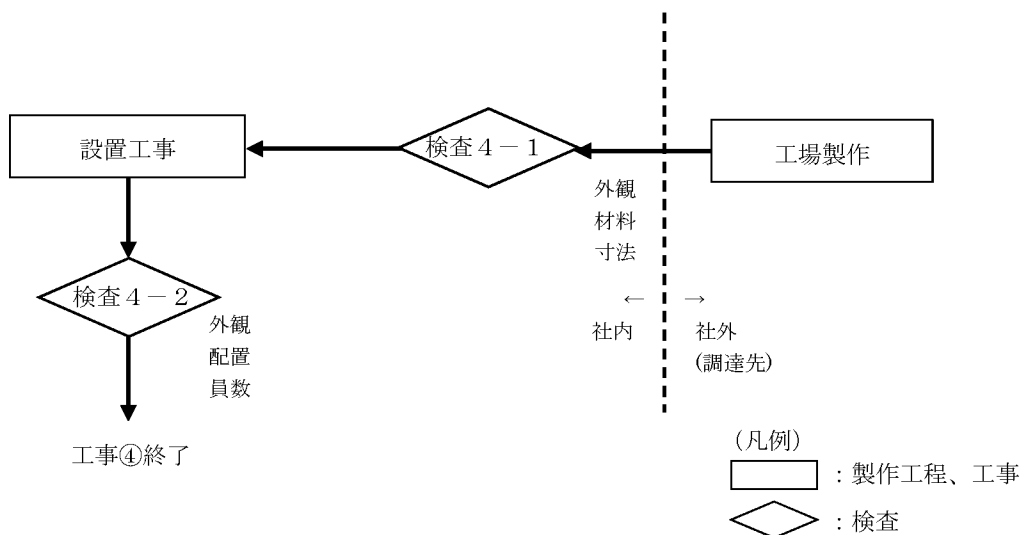 設置工事
検査4－1
工場製作
外観
材料
寸法
検査4－2
外観
配置
員数
←
→
社内
社外
(調達先)
工事④終了
(凡例)
：製作工程、工事
：検査